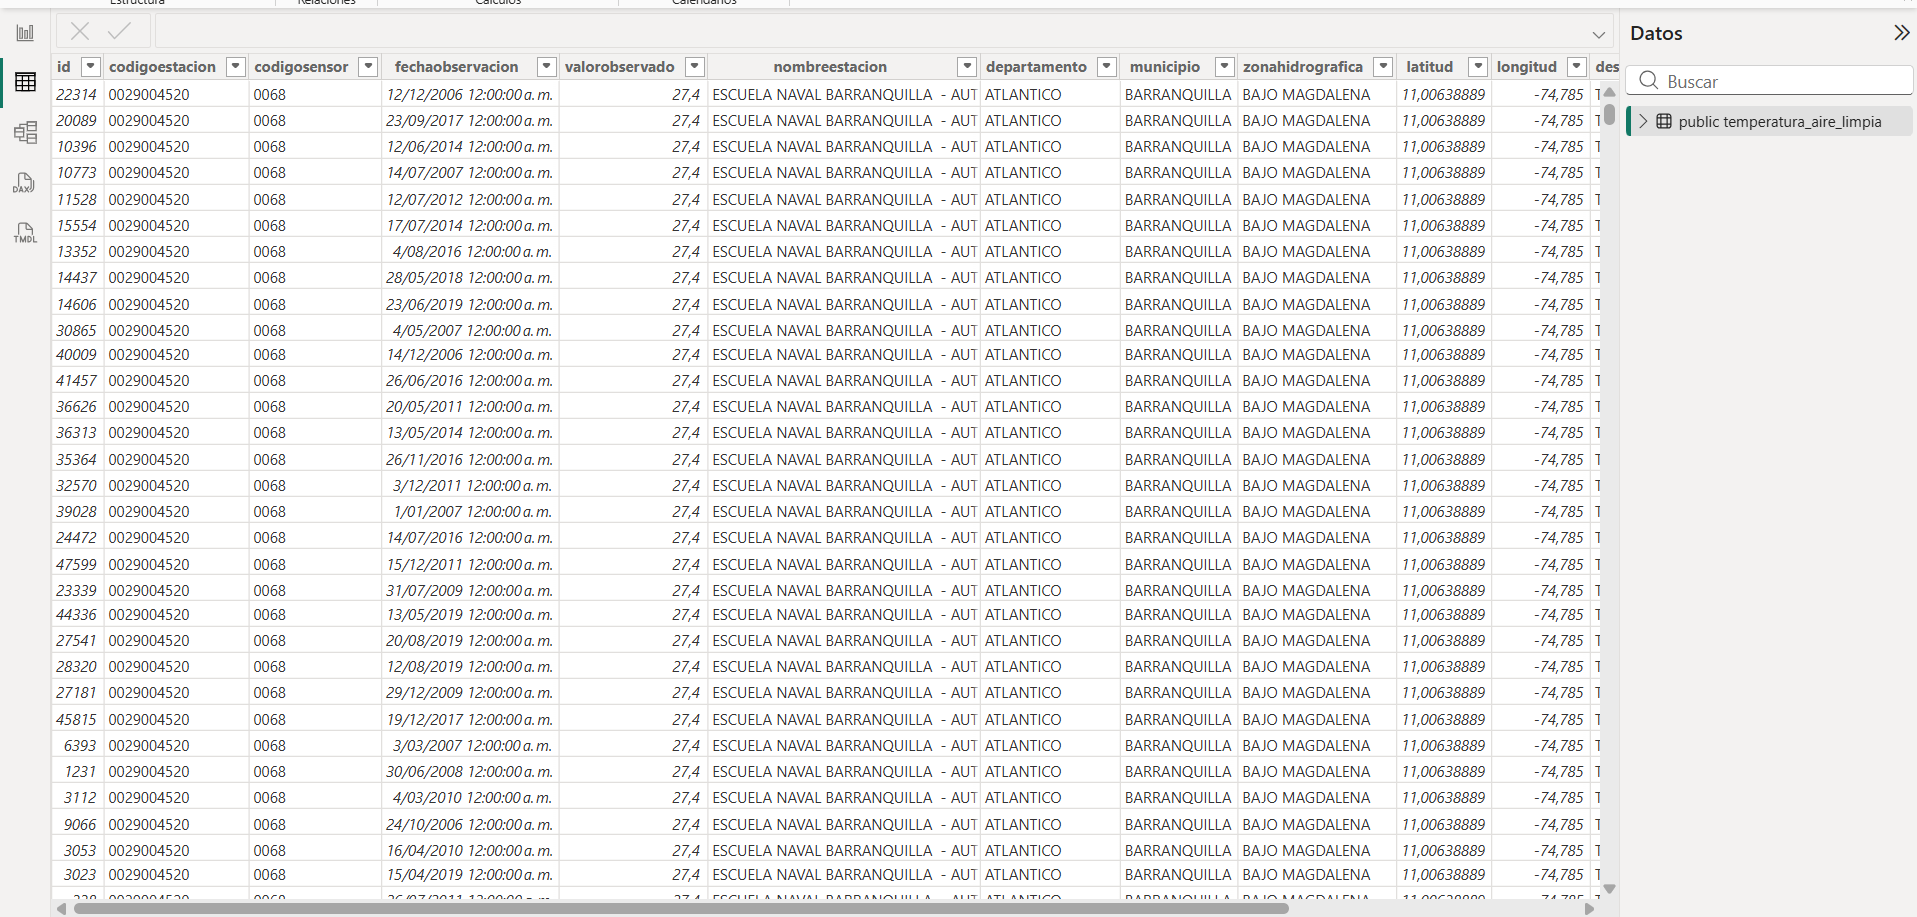 Estructura Relaciones Cálculos Calendarios
Datos
id codigoestacion codigosensor fechaobservacion valorobservado nombreestacion departamento municipio zonahidrografica latitud longitud des
Buscar
public temperatura_aire_limpia
DAX
TMDL
22314 0029004520 0068 12/12/2006 12:00:00 a. m. 27,4 ESCUELA NAVAL BARRANQUILLA - AUT ATLANTICO BARRANQUILLA BAJO MAGDALENA 11,00638889 -74,785 T
20089 0029004520 0068 23/09/2017 12:00:00 a. m. 27,4 ESCUELA NAVAL BARRANQUILLA - AUT ATLANTICO BARRANQUILLA BAJO MAGDALENA 11,00638889 -74,785 T
10396 0029004520 0068 12/06/2014 12:00:00 a. m. 27,4 ESCUELA NAVAL BARRANQUILLA - AUT ATLANTICO BARRANQUILLA BAJO MAGDALENA 11,00638889 -74,785 T
10773 0029004520 0068 14/07/2007 12:00:00 a. m. 27,4 ESCUELA NAVAL BARRANQUILLA - AUT ATLANTICO BARRANQUILLA BAJO MAGDALENA 11,00638889 -74,785 T
11528 0029004520 0068 12/07/2012 12:00:00 a. m. 27,4 ESCUELA NAVAL BARRANQUILLA - AUT ATLANTICO BARRANQUILLA BAJO MAGDALENA 11,00638889 -74,785 T
15554 0029004520 0068 17/07/2014 12:00:00 a. m. 27,4 ESCUELA NAVAL BARRANQUILLA - AUT ATLANTICO BARRANQUILLA BAJO MAGDALENA 11,00638889 -74,785 T
13352 0029004520 0068 4/08/2016 12:00:00 a. m. 27,4 ESCUELA NAVAL BARRANQUILLA - AUT ATLANTICO BARRANQUILLA BAJO MAGDALENA 11,00638889 -74,785 T
14437 0029004520 0068 28/05/2018 12:00:00 a. m. 27,4 ESCUELA NAVAL BARRANQUILLA - AUT ATLANTICO BARRANQUILLA BAJO MAGDALENA 11,00638889 -74,785 T
14606 0029004520 0068 23/06/2019 12:00:00 a. m. 27,4 ESCUELA NAVAL BARRANQUILLA - AUT ATLANTICO BARRANQUILLA BAJO MAGDALENA 11,00638889 -74,785 T
30865 0029004520 0068 4/05/2007 12:00:00 a. m. 27,4 ESCUELA NAVAL BARRANQUILLA - AUT ATLANTICO BARRANQUILLA BAJO MAGDALENA 11,00638889 -74,785 T
40009 0029004520 0068 14/12/2006 12:00:00 a. m. 27,4 ESCUELA NAVAL BARRANQUILLA - AUT ATLANTICO BARRANQUILLA BAJO MAGDALENA 11,00638889 -74,785 T
41457 0029004520 0068 26/06/2016 12:00:00 a. m. 27,4 ESCUELA NAVAL BARRANQUILLA - AUT ATLANTICO BARRANQUILLA BAJO MAGDALENA 11,00638889 -74,785 T
36626 0029004520 0068 20/05/2011 12:00:00 a. m. 27,4 ESCUELA NAVAL BARRANQUILLA - AUT ATLANTICO BARRANQUILLA BAJO MAGDALENA 11,00638889 -74,785 T
36313 0029004520 0068 13/05/2014 12:00:00 a. m. 27,4 ESCUELA NAVAL BARRANQUILLA - AUT ATLANTICO BARRANQUILLA BAJO MAGDALENA 11,00638889 -74,785 T
35364 0029004520 0068 26/11/2016 12:00:00 a. m. 27,4 ESCUELA NAVAL BARRANQUILLA - AUT ATLANTICO BARRANQUILLA BAJO MAGDALENA 11,00638889 -74,785 T
32570 0029004520 0068 3/12/2011 12:00:00 a. m. 27,4 ESCUELA NAVAL BARRANQUILLA - AUT ATLANTICO BARRANQUILLA BAJO MAGDALENA 11,00638889 -74,785 T
39028 0029004520 0068 1/01/2007 12:00:00 a. m. 27,4 ESCUELA NAVAL BARRANQUILLA - AUT ATLANTICO BARRANQUILLA BAJO MAGDALENA 11,00638889 -74,785 T
24472 0029004520 0068 14/07/2016 12:00:00 a. m. 27,4 ESCUELA NAVAL BARRANQUILLA - AUT ATLANTICO BARRANQUILLA BAJO MAGDALENA 11,00638889 -74,785 T
47599 0029004520 0068 15/12/2011 12:00:00 a. m. 27,4 ESCUELA NAVAL BARRANQUILLA - AUT ATLANTICO BARRANQUILLA BAJO MAGDALENA 11,00638889 -74,785 T
23339 0029004520 0068 31/07/2009 12:00:00 a. m. 27,4 ESCUELA NAVAL BARRANQUILLA - AUT ATLANTICO BARRANQUILLA BAJO MAGDALENA 11,00638889 -74,785 T
44336 0029004520 0068 13/05/2019 12:00:00 a. m. 27,4 ESCUELA NAVAL BARRANQUILLA - AUT ATLANTICO BARRANQUILLA BAJO MAGDALENA 11,00638889 -74,785 T
27541 0029004520 0068 20/08/2019 12:00:00 a. m. 27,4 ESCUELA NAVAL BARRANQUILLA - AUT ATLANTICO BARRANQUILLA BAJO MAGDALENA 11,00638889 -74,785 T
28320 0029004520 0068 12/08/2019 12:00:00 a. m. 27,4 ESCUELA NAVAL BARRANQUILLA - AUT ATLANTICO BARRANQUILLA BAJO MAGDALENA 11,00638889 -74,785 T
27181 0029004520 0068 29/12/2009 12:00:00 a. m. 27,4 ESCUELA NAVAL BARRANQUILLA - AUT ATLANTICO BARRANQUILLA BAJO MAGDALENA 11,00638889 -74,785 T
45815 0029004520 0068 19/12/2017 12:00:00 a. m. 27,4 ESCUELA NAVAL BARRANQUILLA - AUT ATLANTICO BARRANQUILLA BAJO MAGDALENA 11,00638889 -74,785 T
6393 0029004520 0068 3/03/2007 12:00:00 a. m. 27,4 ESCUELA NAVAL BARRANQUILLA - AUT ATLANTICO BARRANQUILLA BAJO MAGDALENA 11,00638889 -74,785 T
1231 0029004520 0068 30/06/2008 12:00:00 a. m. 27,4 ESCUELA NAVAL BARRANQUILLA - AUT ATLANTICO BARRANQUILLA BAJO MAGDALENA 11,00638889 -74,785 T
3112 0029004520 0068 4/03/2010 12:00:00 a. m. 27,4 ESCUELA NAVAL BARRANQUILLA - AUT ATLANTICO BARRANQUILLA BAJO MAGDALENA 11,00638889 -74,785 T
9066 0029004520 0068 24/10/2006 12:00:00 a. m. 27,4 ESCUELA NAVAL BARRANQUILLA - AUT ATLANTICO BARRANQUILLA BAJO MAGDALENA 11,00638889 -74,785 T
3053 0029004520 0068 16/04/2010 12:00:00 a. m. 27,4 ESCUELA NAVAL BARRANQUILLA - AUT ATLANTICO BARRANQUILLA BAJO MAGDALENA 11,00638889 -74,785 T
3023 0029004520 0068 15/04/2019 12:00:00 a. m. 27,4 ESCUELA NAVAL BARRANQUILLA - AUT ATLANTICO BARRANQUILLA BAJO MAGDALENA 11,00638889 -74,785 T